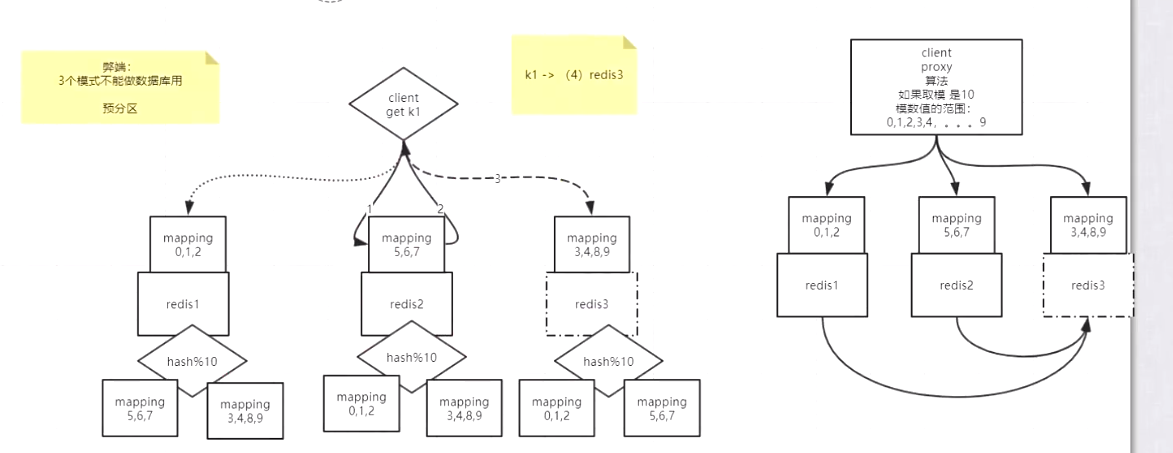 弊端：
3个模式不能做数据库用
预分区
k1 -> （4）redis3
client
get k1
1
2
3
mapping
0,1,2
redis1
hash%10
mapping
5,6,7
mapping
3,4,8,9
mapping
5,6,7
redis2
hash%10
mapping
0,1,2
mapping
3,4,8,9
mapping
3,4,8,9
redis3
hash%10
mapping
0,1,2
mapping
5,6,7
client
proxy
算法
如果取模 是10
模数值的范围：
0,1,2,3,4，。。。9
mapping
0,1,2
redis1
mapping
5,6,7
redis2
mapping
3,4,8,9
redis3